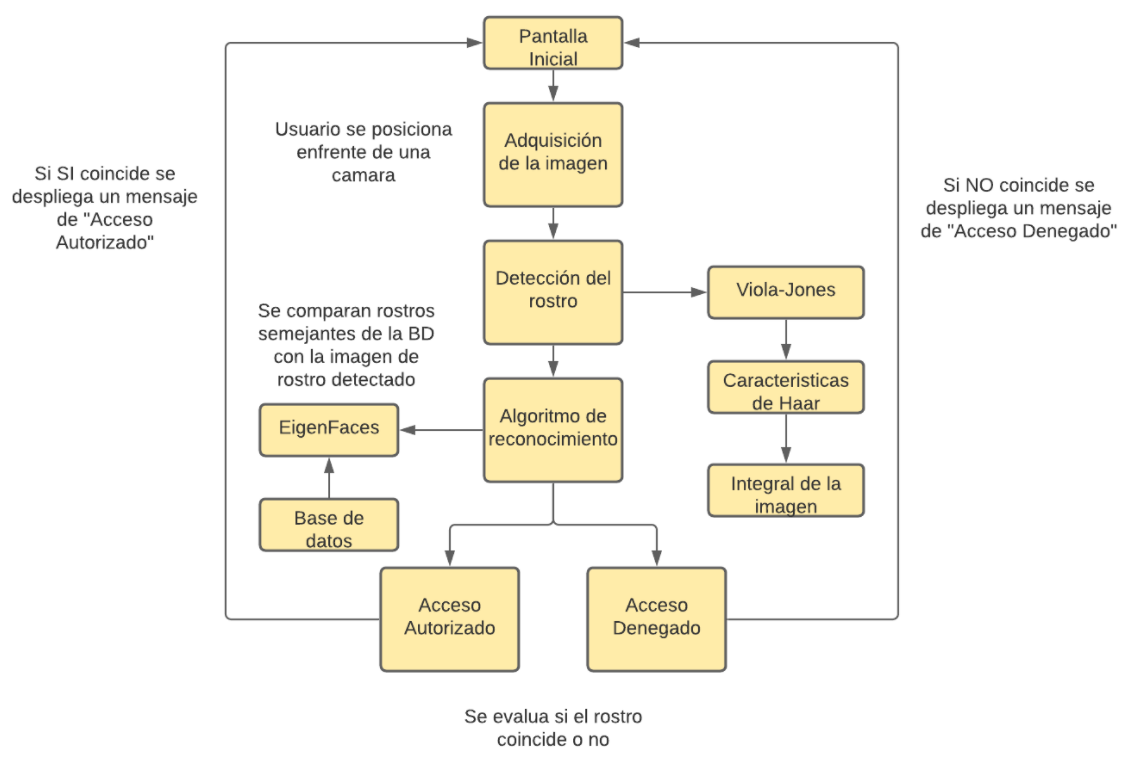 Pantalla
Inicial
Usuario se posiciona
enfrente de una
camara
Adquisición
de la imagen
Si SI coincide se
despliega un mensaje
de "Acceso
Autorizado"
Si NO coincide se
despliega un mensaje
de "Acceso Denegado"
Detección del
rostro
Viola-Jones
Se comparan rostros
semejantes de la BD
con la imagen de
rostro detectado
Caracteristicas
de Haar
EigenFaces
Algoritmo de
reconocimiento
Integral de la
imagen
Base de
datos
Acceso
Autorizado
Acceso
Denegado
Se evalua si el rostro
coincide o no